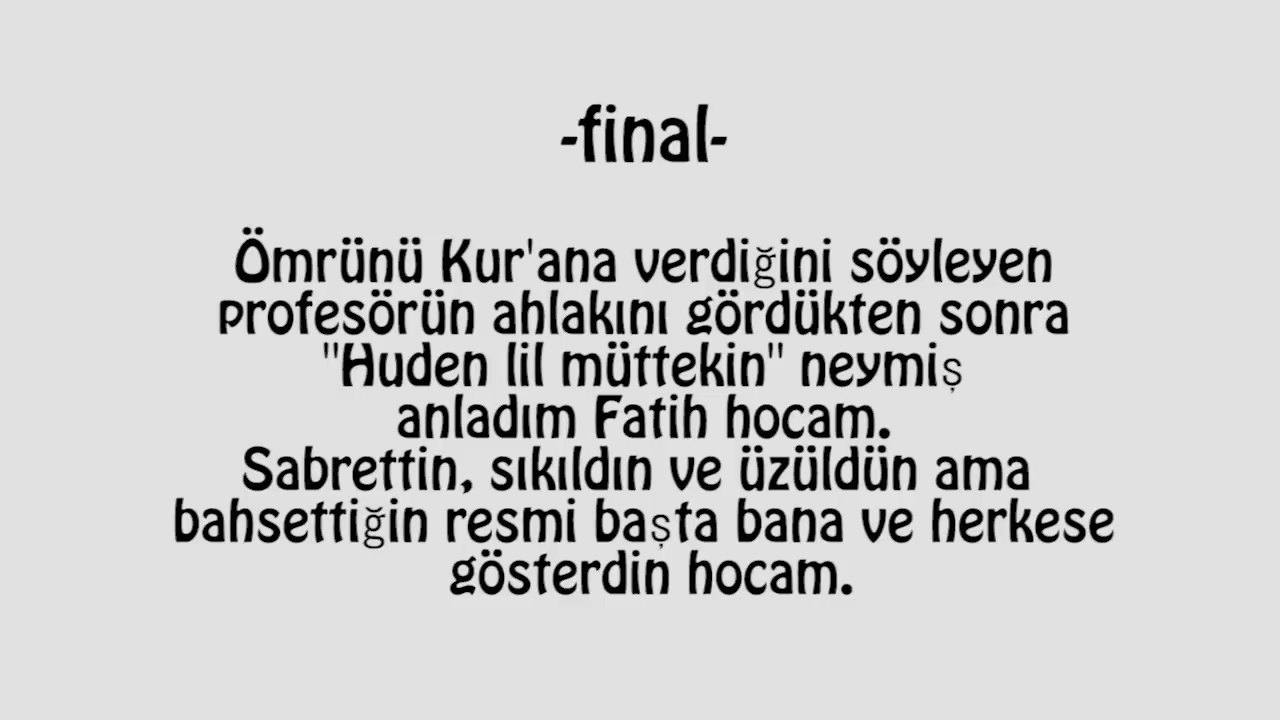 -final-
Ömrünü Kur'ana verdiğini söyleyen
profesörün ahlakını gördükten sonra
"Huden lil müttekin" neymiş
anladım Fatih hocam.
Sabrettin, sıkıldın ve üzüldün ama
bahsettiğin resmi başta bana ve herkese
gösterdin hocam.